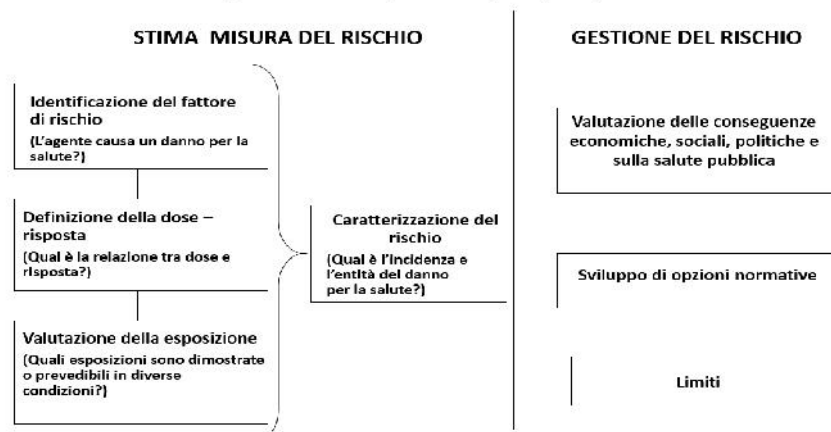 STIMA MISURA DEL RISCHIO
Identificazione del fattore
di rischio
(L'agente causa un danno per la
salute?)
Definizione della dose –
risposta
(Qual è la relazione tra dose e
risposta?)
Valutazione della esposizione
(Quali esposizioni sono dimostrate
o prevedibili in diverse
condizioni?)
Caratterizzazione del
rischio
(Qual è l'incidenza e
l'entità del danno
per la salute?)
GESTIONE DEL RISCHIO
Valutazione delle conseguenze
economiche, sociali, politiche e
sulla salute pubblica
Sviluppo di opzioni normative
Limiti